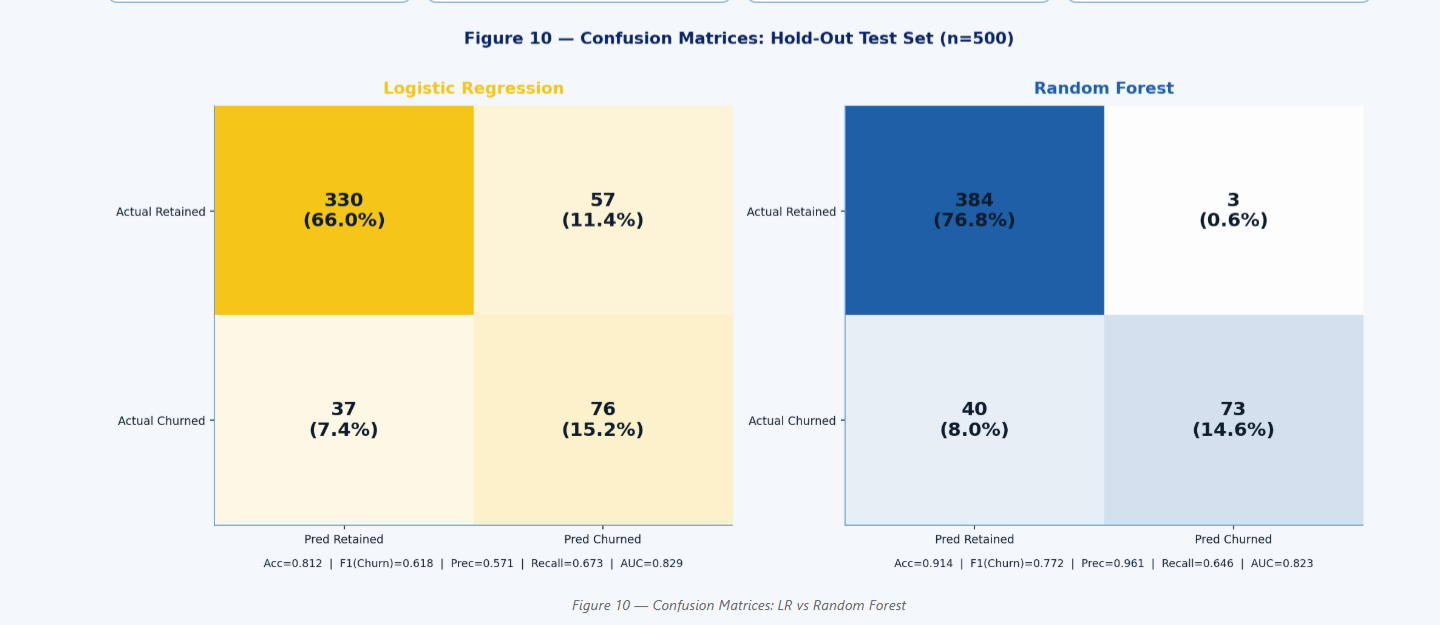 Figure 10 — Confusion Matrices: Hold-Out Test Set (n=500)
Logistic Regression
Random Forest
Actual Retained
330
(66.0%)
57
(11.4%)
Actual Retained
384
(76.8%)
3
(0.6%)
Actual Churned
37
(7.4%)
76
(15.2%)
Actual Churned
40
(8.0%)
73
(14.6%)
Pred Retained
Pred Churned
Pred Retained
Pred Churned
Acc=0.812 | F1(Churn)=0.618 | Prec=0.571 | Recall=0.673 | AUC=0.829
Acc=0.914 | F1(Churn)=0.772 | Prec=0.961 | Recall=0.646 | AUC=0.823
Figure 10 — Confusion Matrices: LR vs Random Forest